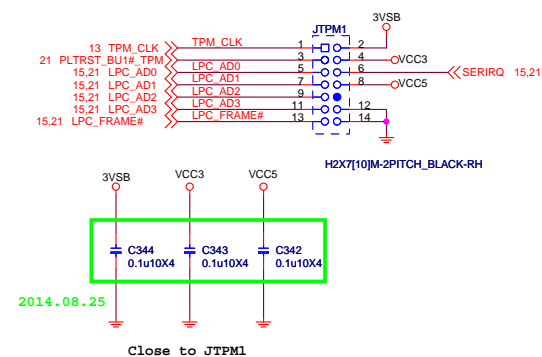 3VSB
JTPM1
13 TPM_CLK TPM_CLK 1 2
21 PLTRST_BU1#_TPM 3 4 VCC3
15,21 LPC_AD0 LPC_AD0 5 6 SERIRQ 15,21
15,21 LPC_AD1 LPC_AD1 7 8 VCC5
15,21 LPC_AD2 LPC_AD2 9
15,21 LPC_AD3 LPC_AD3 11 12
15,21 LPC_FRAME# LPC_FRAME# 13 14
H2X7[10]M-2PITCH_BLACK-RH
3VSB VCC3 VCC5
C344 C343 C342
0.1u10X4 0.1u10X4 0.1u10X4
2014.08.25
Close to JTPM1